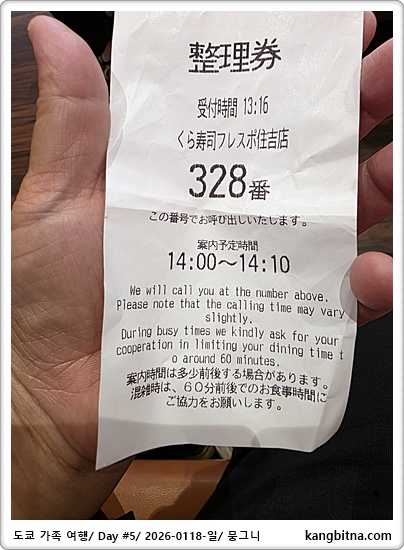 整理券
受付時間 13:16
くら寿司フレスポ住吉店
328番
この番号でお呼び出しいたします。
案内予定時間
14:00～14:10
We will call you at the number above.
Please note that the calling time may vary
slightly.
During busy times we kindly ask for your
cooperation in limiting your dining time t
o around 60 minutes.
案内時間は多少前後する場合があります。
混雑時は、６０分前後でのお食事時間に
ご協力をお願いします。
도쿄 가족 여행/ Day #5/ 2026-0118-일/ 뭉그니
kangbitna.com